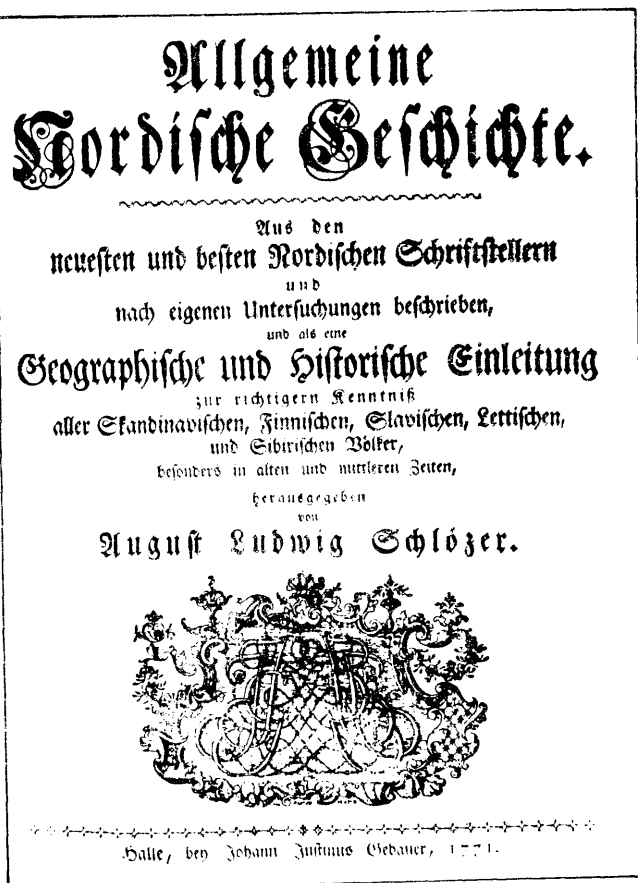 Allgemeine
Nordische Geschichte.
Aus den
neuesten und besten Nordischen Schriftstellern
und
nach eigenen Untersuchungen beschrieben,
und als eine
Geographische und Historische Einleitung
zur richtigern Kenntniß
aller Skandinavischen, Finnischen, Slavischen, Lettischen,
und Sibirischen Völker,
besonders in alten und mittleren Zeiten,
herausgegeben
von
August Ludwig Schlözer.
Halle, bey Johann Justinus Gebauer, 1771.